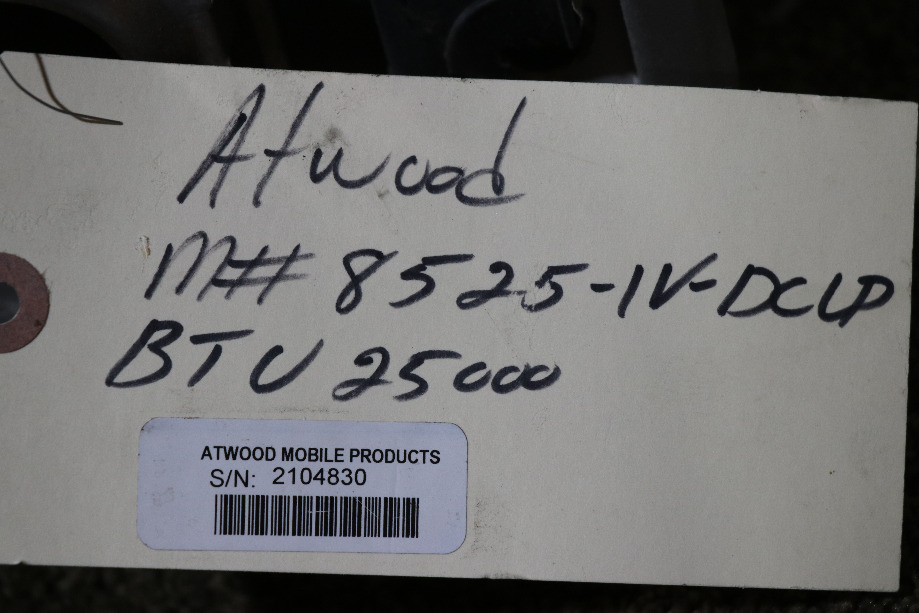 Atwood
M# 8525-IV-DCLP
BTU 25000
ATWOOD MOBILE PRODUCTS
S/N: 2104830